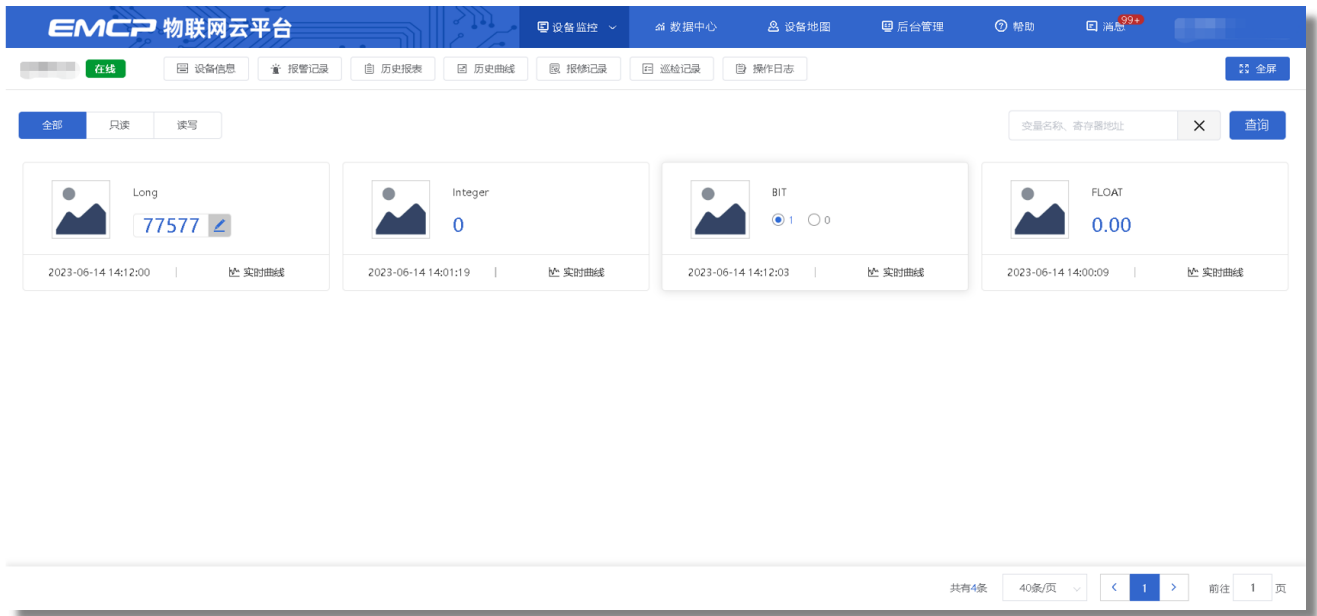 EMCP 物联网云平台 设备监控 数据中心 设备地图 后台管理 帮助 消息 99+
在线 设备信息 报警记录 历史报表 历史曲线 报修记录 巡检记录 操作日志 全屏
全部 只读 读写 变量名称、寄存器地址 查询
Long
77577
2023-06-14 14:12:00 | 实时曲线
Integer
0
2023-06-14 14:01:19 | 实时曲线
BIT
1 0
2023-06-14 14:12:03 | 实时曲线
FLOAT
0.00
2023-06-14 14:00:09 | 实时曲线
共有4条 40条/页 1 前往 1 页